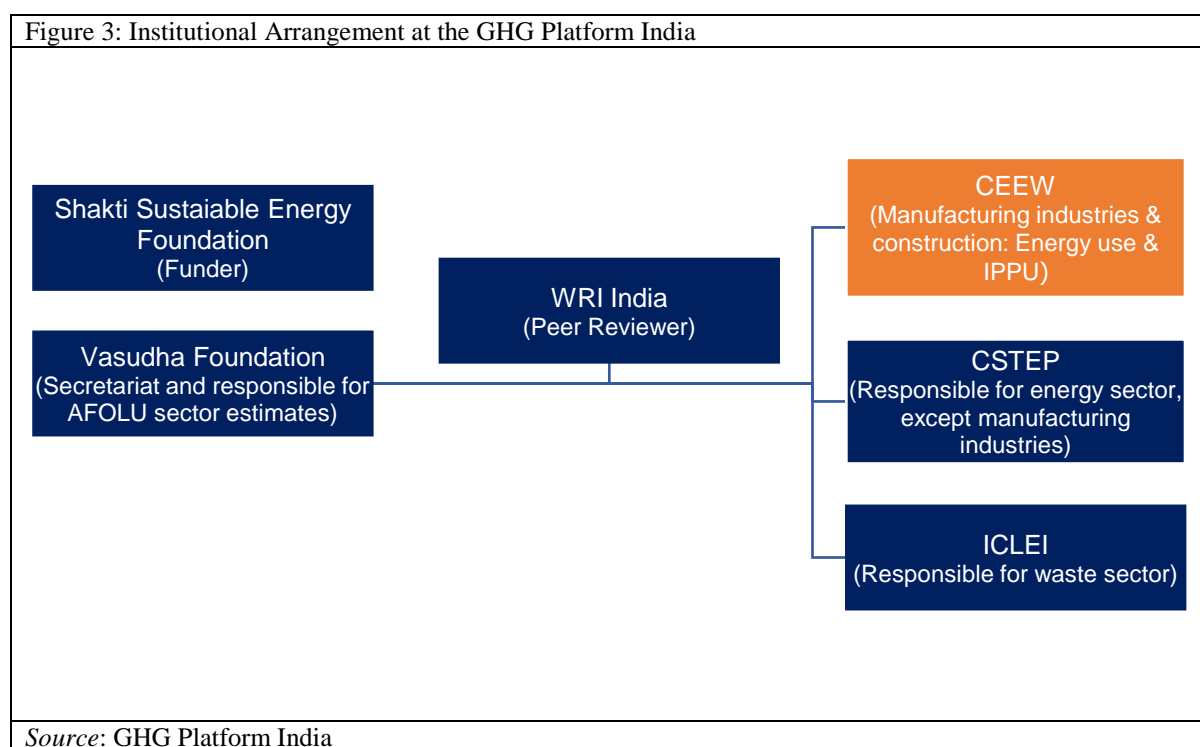 Figure 3: Institutional Arrangement at the GHG Platform India
Shakti Sustaiable Energy
Foundation
(Funder)
Vasudha Foundation
(Secretariat and responsible for
AFOLU sector estimates)
WRI India
(Peer Reviewer)
CEEW
(Manufacturing industries &
construction: Energy use &
IPPU)
CSTEP
(Responsible for energy sector,
except manufacturing
industries)
ICLEI
(Responsible for waste sector)
Source: GHG Platform India